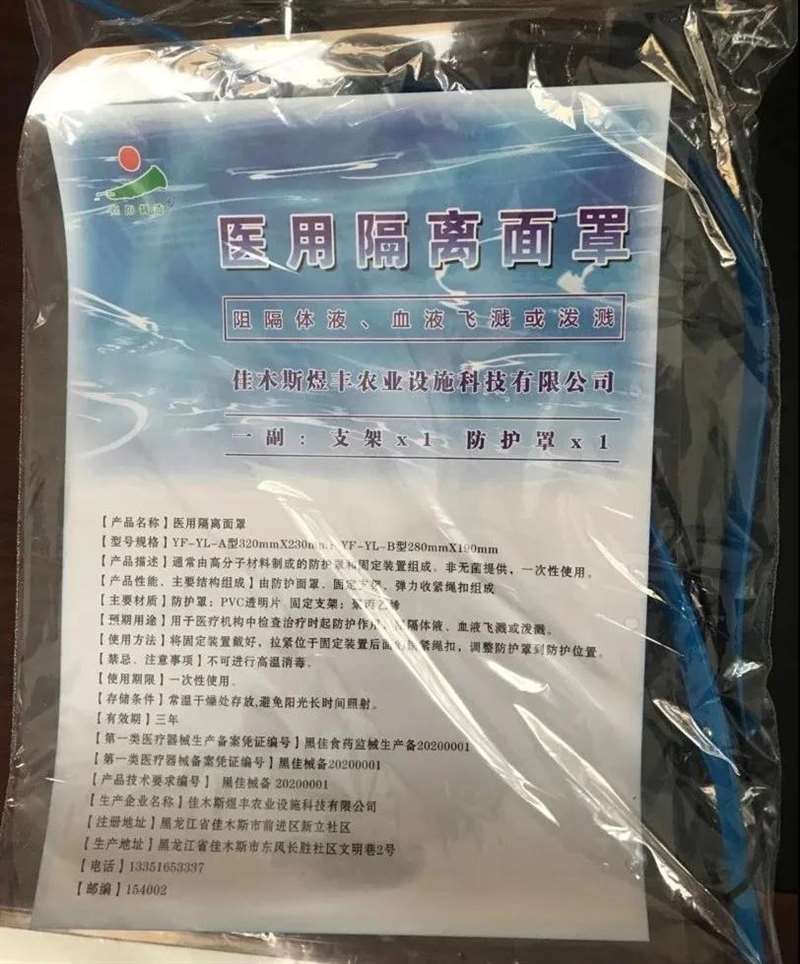 医用隔离面罩
阻隔体液、血液飞溅或泼溅
佳木斯煜丰农业设施科技有限公司
一副：支架x1 防护罩x1
【产品名称】医用隔离面罩
【型号规格】YF-YL-A型320mmX230mm YF-YL-B型280mmX190mm
【产品描述】通常由高分子材料制成的防护罩和固定装置组成。非无菌提供，一次性使用。
【产品性能、主要结构组成】由防护面罩、固定支架、弹力收紧绳扣组成
【主要材质】防护罩：PVC透明片 固定支架：
【预期用途】用于医疗机构中检查治疗时起防护作用，阻隔体液、血液飞溅或泼溅。
【使用方法】将固定装置戴好，拉紧位于固定装置后面的 紧绳扣，调整防护罩到防护位置。
【禁忌、注意事项】不可进行高温消毒。
【使用期限】一次性使用。
【存储条件】常温干燥处存放,避免阳光长时间照射。
【有效期】三年
【第一类医疗器械生产备案凭证编号】黑佳食药监械生产备20200001
【第一类医疗器械备案凭证编号】黑佳械备20200001
【产品技术要求编号】 黑佳械备 20200001
【生产企业名称】佳木斯煜丰农业设施科技有限公司
【注册地址】黑龙江省佳木斯市前进区新立社区
【生产地址】黑龙江省佳木斯市东风长胜社区文明巷2号
【电话】13351653337
【邮编】154002